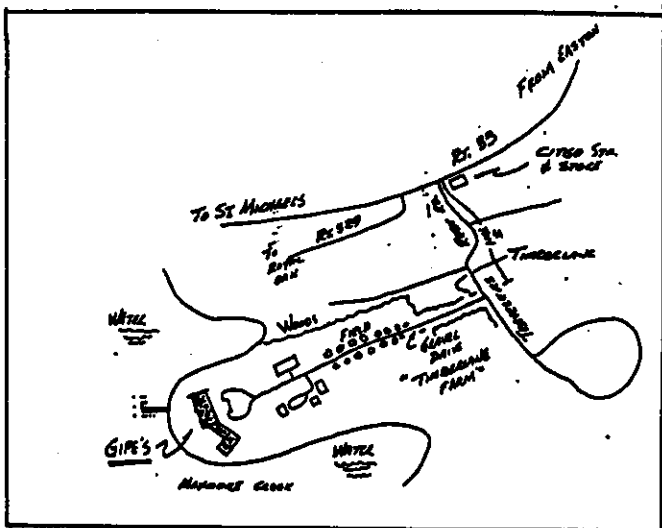 FROM EASTON
RT. 33
CITGO STA.
& STORE
TO ST MICHAELS
RT 329
TO
ROYAL
OAK
TIMBERLANE
WATER
WOODS
FIELD
GRAVEL
DRIVE
"TIMBERLANE
FARM"
GIPE'S
WATER
CREEK